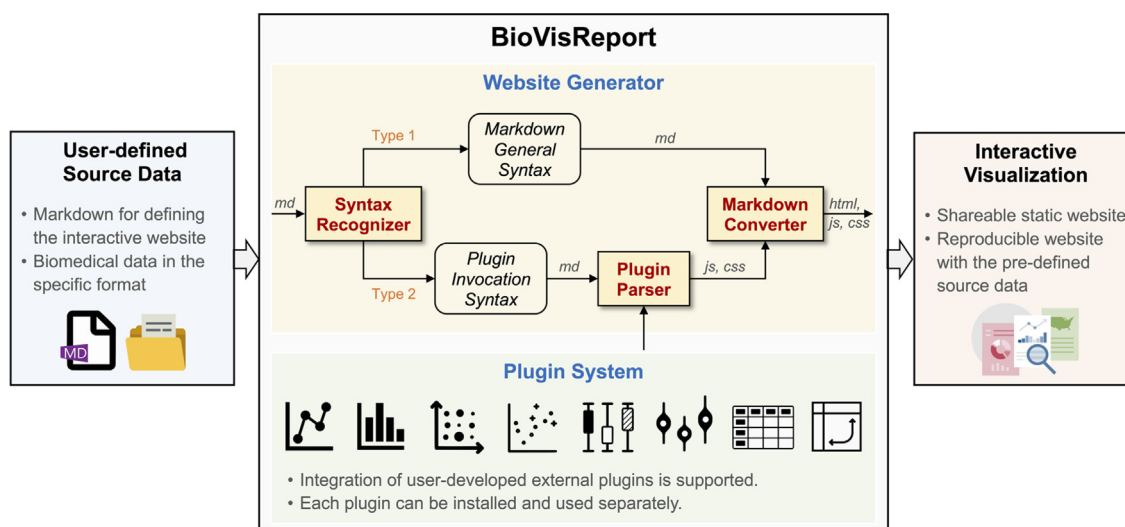 BioVisReport
User-defined
Source Data
• Markdown for defining
the interactive website
• Biomedical data in the
specific format
MD
Website Generator
md
Syntax
Recognizer
Type 1
Markdown
General
Syntax
md
Type 2
Plugin
Invocation
Syntax
md
Plugin
Parser
js, css
Markdown
Converter
html,
js, css
Plugin System
• Integration of user-developed external plugins is supported.
• Each plugin can be installed and used separately.
Interactive
Visualization
• Shareable static website
• Reproducible website
with the pre-defined
source data